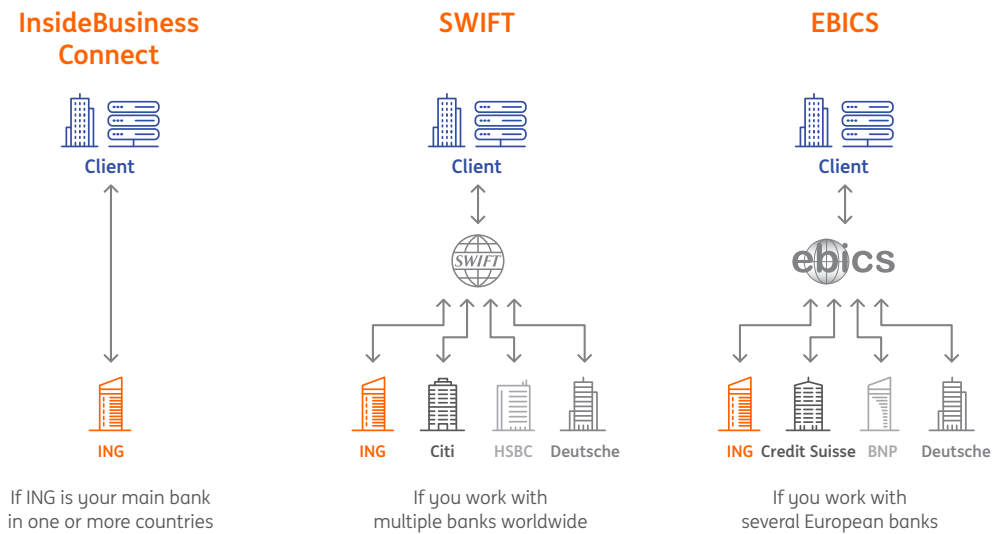 InsideBusiness
Connect
Client
ING
If ING is your main bank
in one or more countries
SWIFT
Client
SWIFT
ING Citi HSBC Deutsche
If you work with
multiple banks worldwide
EBICS
Client
ebics
ING Credit Suisse BNP Deutsche
If you work with
several European banks